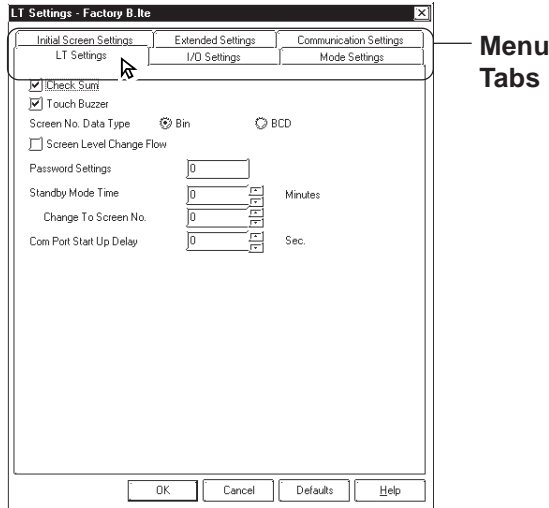 LT Settings - Factory B.lte
Initial Screen Settings Extended Settings Communication Settings
LT Settings I/O Settings Mode Settings
Menu
Tabs
Check Sum
Touch Buzzer
Screen No. Data Type Bin BCD
Screen Level Change Flow
Password Settings 0
Standby Mode Time 0 Minutes
Change To Screen No. 0
Com Port Start Up Delay 0 Sec.
OK Cancel Defaults Help